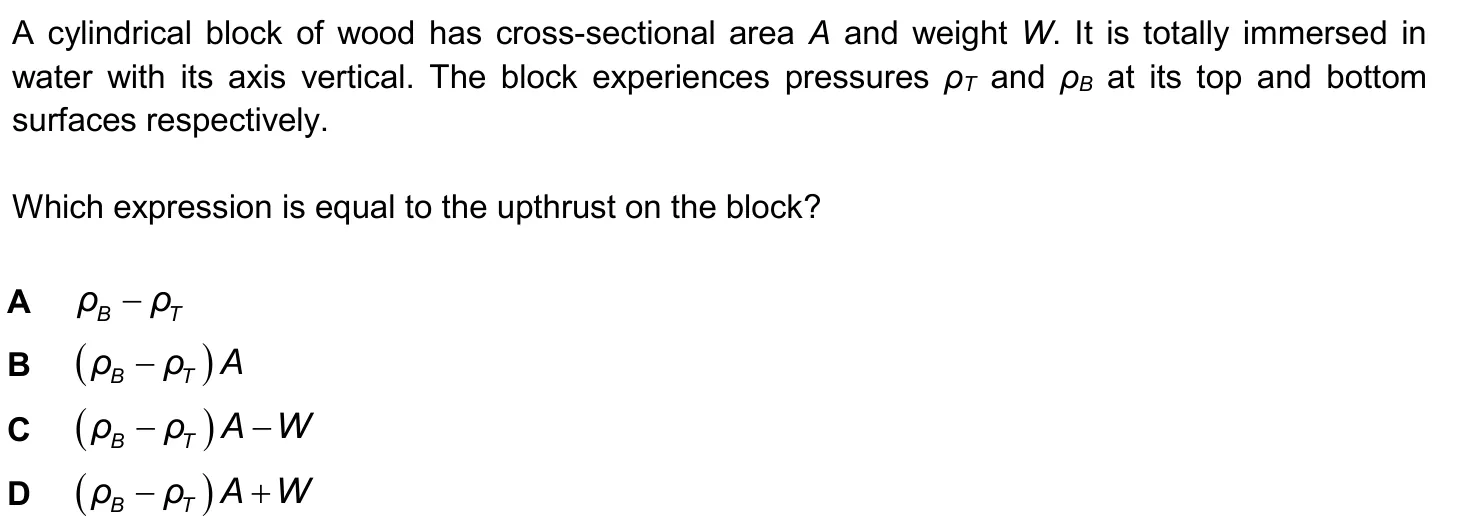 A cylindrical block of wood has cross-sectional area A and weight W. It is totally immersed in
water with its axis vertical. The block experiences pressures ρT and ρB at its top and bottom
surfaces respectively.
Which expression is equal to the upthrust on the block?
A ρB − ρT
B (ρB − ρT) A
C (ρB − ρT) A − W
D (ρB − ρT) A + W